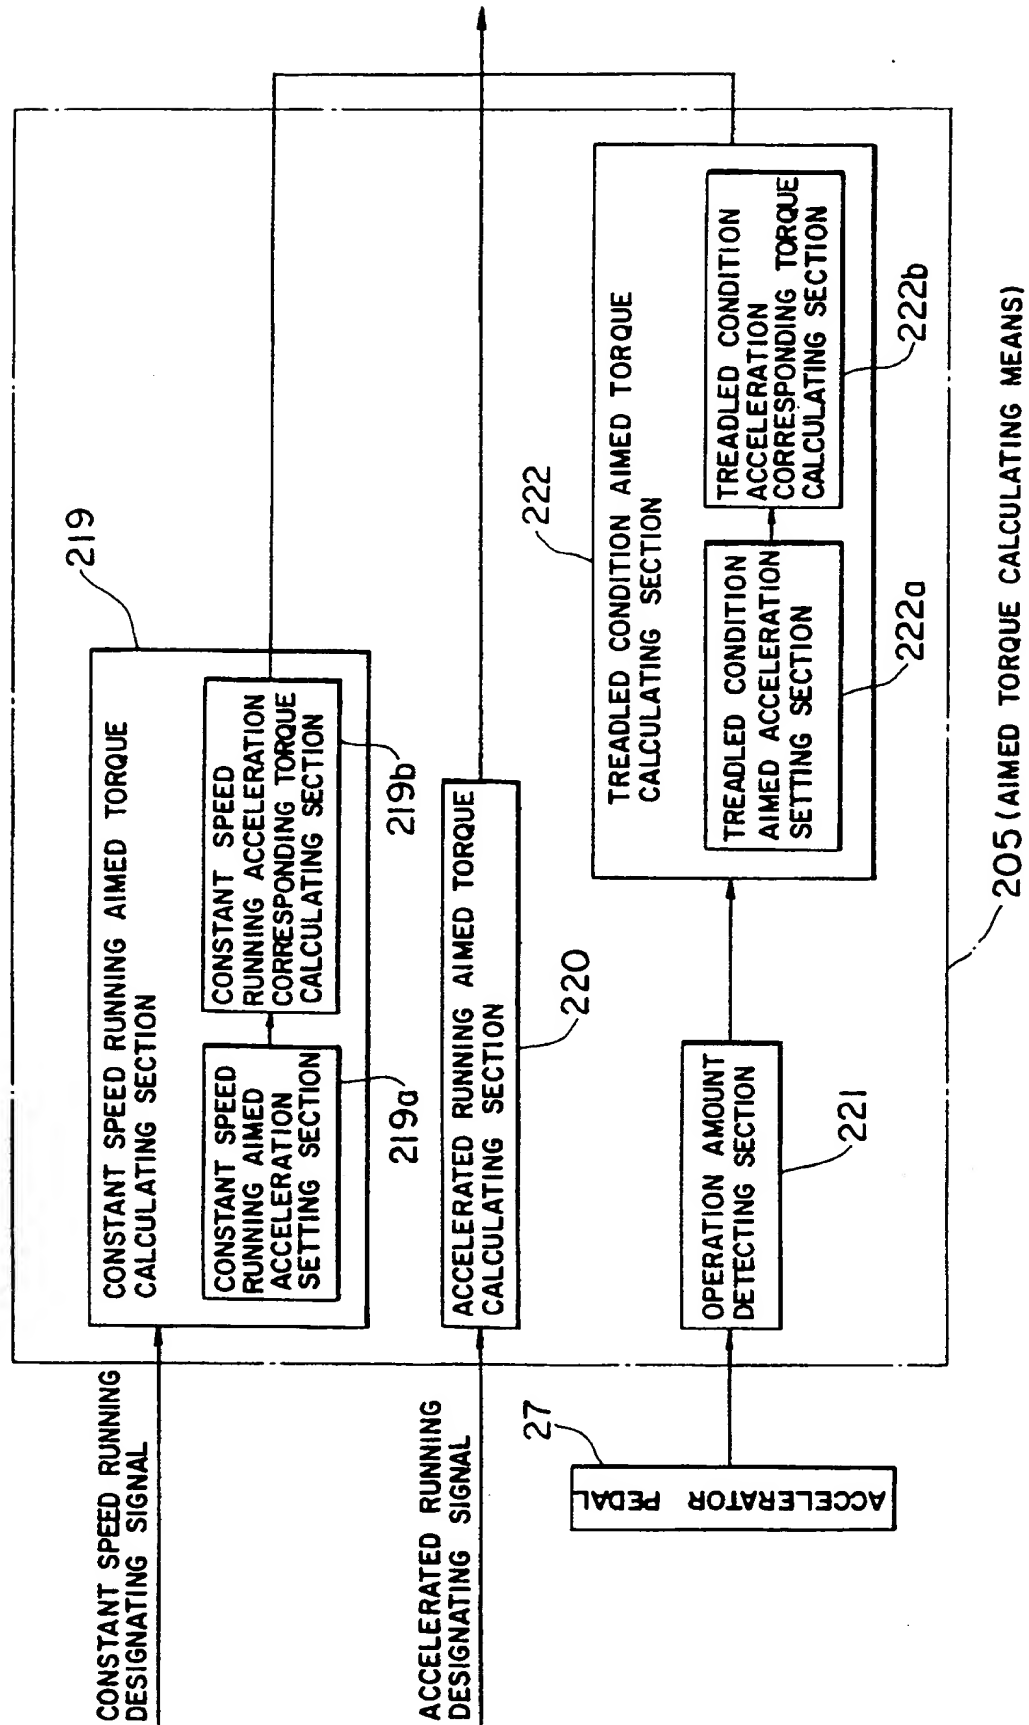 CONSTANT SPEED RUNNING
DESIGNATING SIGNAL
CONSTANT SPEED RUNNING AIMED TORQUE
CALCULATING SECTION
219
CONSTANT SPEED
RUNNING AIMED
ACCELERATION
SETTING SECTION
219a
CONSTANT SPEED
RUNNING ACCELERATION
CORRESPONDING TORQUE
CALCULATING SECTION
219b
ACCELERATED RUNNING
DESIGNATING SIGNAL
ACCELERATED RUNNING AIMED TORQUE
CALCULATING SECTION
220
27
ACCELERATOR PEDAL
OPERATION AMOUNT
DETECTING SECTION
221
TREADLED CONDITION AIMED TORQUE
CALCULATING SECTION
222
TREADLED CONDITION
AIMED ACCELERATION
SETTING SECTION
222a
TREADLED CONDITION
ACCELERATION
CORRESPONDING TORQUE
CALCULATING SECTION
222b
205 (AIMED TORQUE CALCULATING MEANS)